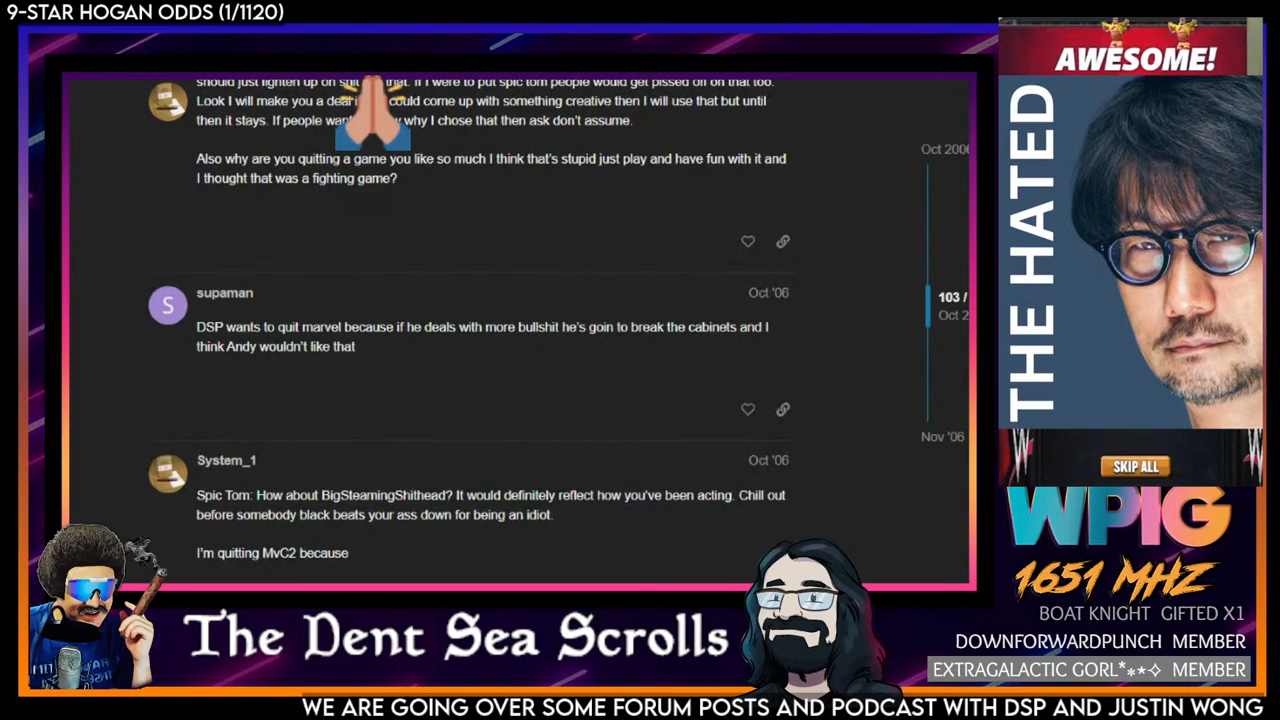 9-STAR HOGAN ODDS (1/1120)
should just lighten up on that. If I were to put spic tom people would get pissed off on that too.
Look I will make you a deal could come up with something creative then I will use that but until
then it stays. If people why I chose that then ask don't assume.
Also why are you quitting a game you like so much I think that's stupid just play and have fun with it and
I thought that was a fighting game?
S
supaman
Oct '06
DSP wants to quit marvel because if he deals with more bullshit he's goin to break the cabinets and I
think Andy wouldn't like that
System_1
Oct '06
Spic Tom: How about BigSteamingShithead? It would definitely reflect how you've been acting. Chill out
before somebody black beats your ass down for being an idiot.
I'm quitting MvC2 because
Oct 2006
103 /
Oct 2
Nov '06
AWESOME!
THE HATED
SKIP ALL
WPIG
1651 MHZ
BOAT KNIGHT GIFTED X1
DOWNFORWARDPUNCH MEMBER
EXTRAGALACTIC GORL*⁎⋆✧ MEMBER
The Dent Sea Scrolls
WE ARE GOING OVER SOME FORUM POSTS AND PODCAST WITH DSP AND JUSTIN WONG